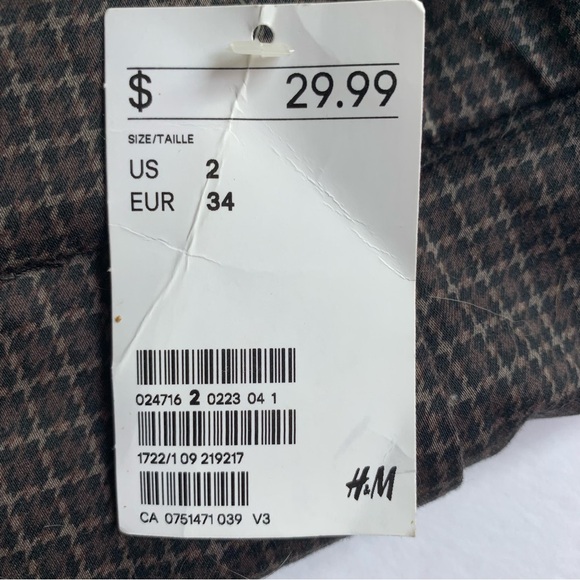 $ 29.99
SIZE/TAILLE
US 2
EUR 34
024716 2 0223 04 1
1722/1 09 219217
H&M
CA 0751471 039 V3